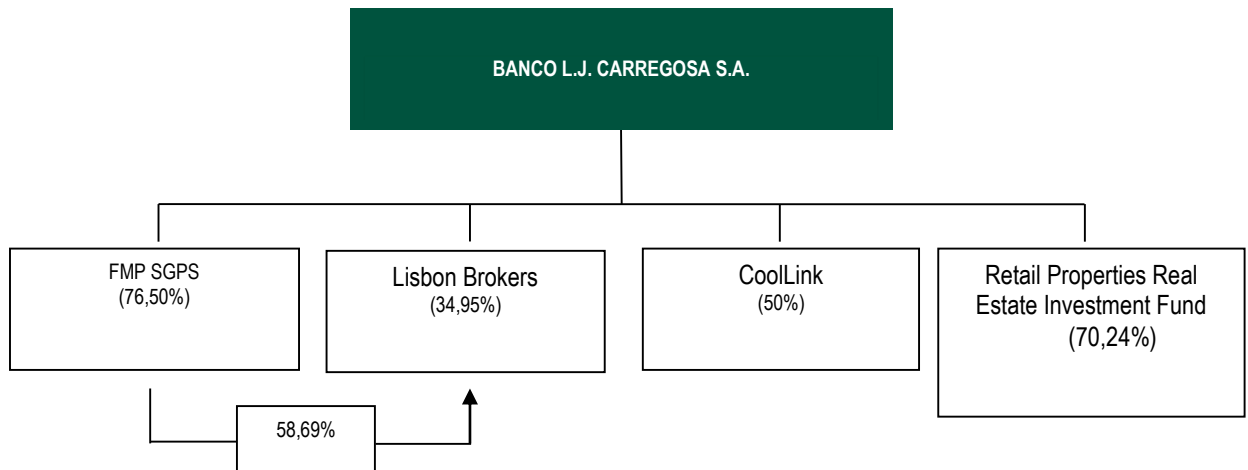 BANCO L.J. CARREGOSA S.A.
FMP SGPS
(76,50%)
Lisbon Brokers
(34,95%)
CoolLink
(50%)
Retail Properties Real
Estate Investment Fund
(70,24%)
58,69%